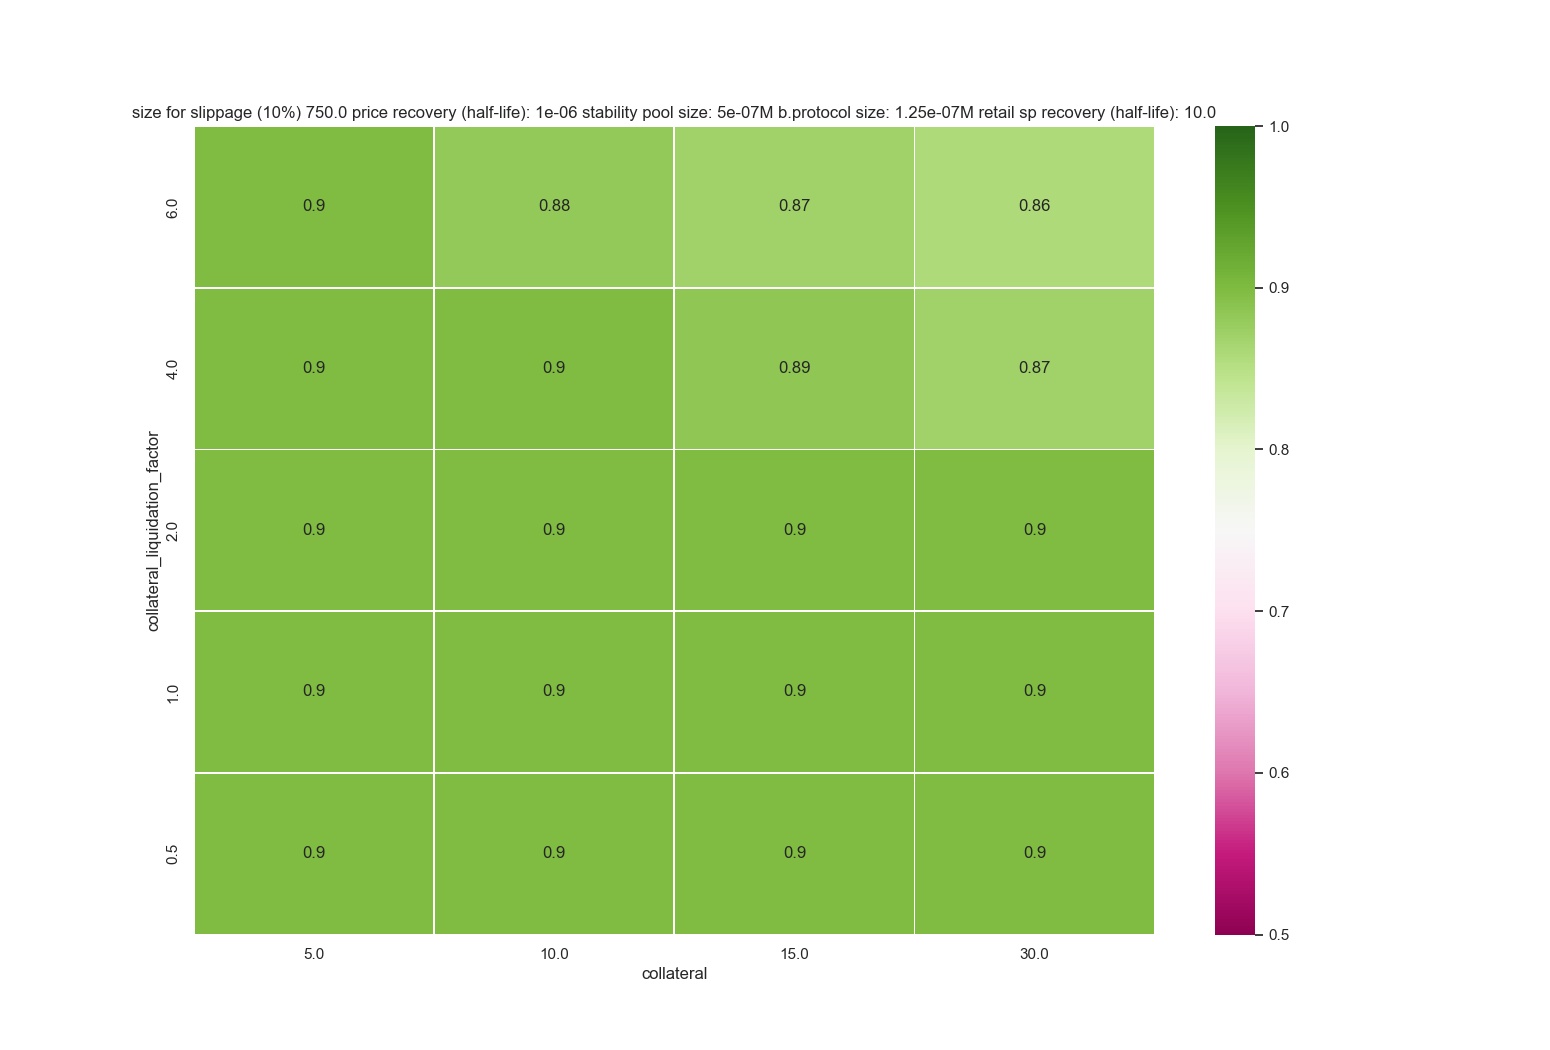 size for slippage (10%) 750.0 price recovery (half-life): 1e-06 stability pool size: 5e-07M b.protocol size: 1.25e-07M retail sp recovery (half-life): 10.0
collateral_liquidation_factor
6.0
0.9 0.88 0.87 0.86
4.0
0.9 0.9 0.89 0.87
2.0
0.9 0.9 0.9 0.9
1.0
0.9 0.9 0.9 0.9
0.5
0.9 0.9 0.9 0.9
5.0 10.0 15.0 30.0
collateral
1.0
0.9
0.8
0.7
0.6
0.5